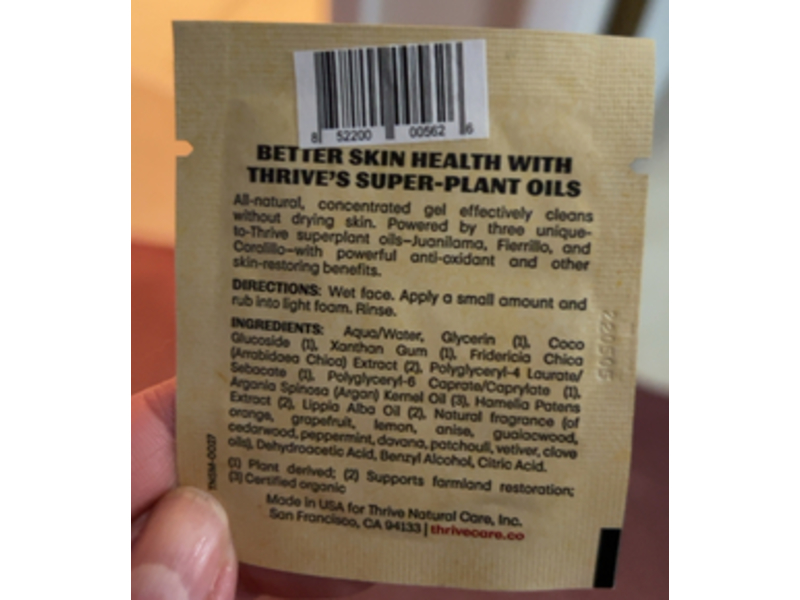 8 52200 00562 6
BETTER SKIN HEALTH WITH
THRIVE'S SUPER-PLANT OILS
All-natural, concentrated gel effectively cleans
without drying skin. Powered by three unique-
to-Thrive superplant oils—Juanilama, Fierrillo, and
Coralillo—with powerful anti-oxidant and other
skin-restoring benefits.
DIRECTIONS: Wet face. Apply a small amount and
rub into light foam. Rinse.
INGREDIENTS: Aqua/Water, Glycerin (1), Coco
Glucoside (1), Xanthan Gum (1), Fridericia Chica
(Arrabidaea Chica) Extract (2), Polyglyceryl-4 Laurate/
Sebacate (1), Polyglyceryl-6 Caprate/Caprylate (1),
Argania Spinosa (Argan) Kernel Oil (3), Hamelia Patens
Extract (2), Lippia Alba Oil (2), Natural fragrance (of
orange, grapefruit, lemon, anise, guaiacwood,
cedarwood, peppermint, davana, patchouli, vetiver, clove
oils), Dehydroacetic Acid, Benzyl Alcohol, Citric Acid.
(1) Plant derived; (2) Supports farmland restoration;
(3) Certified organic
Made in USA for Thrive Natural Care, Inc.
San Francisco, CA 94133 | thrivecare.co